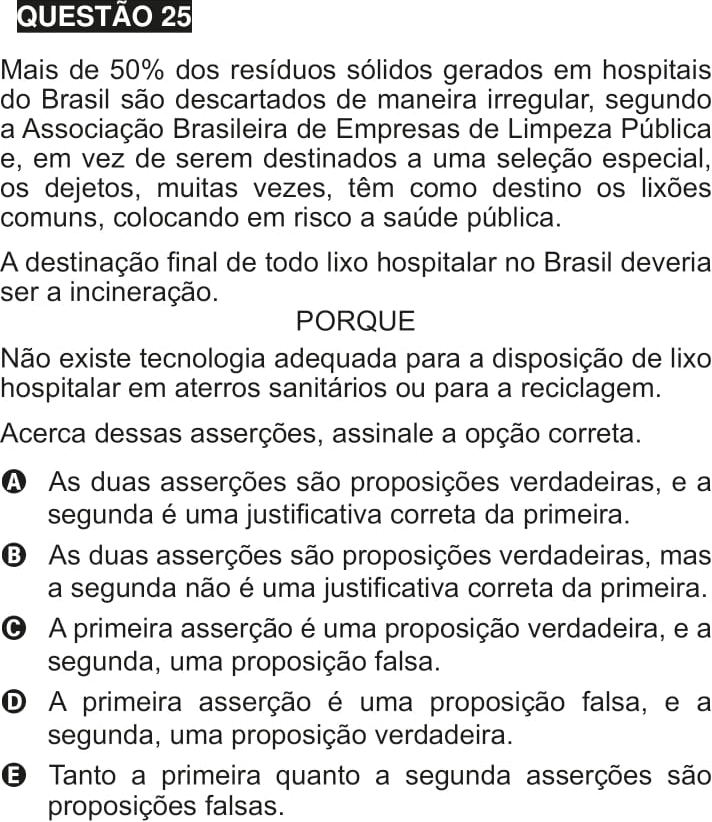 QUESTÃO 25
Mais de 50% dos resíduos sólidos gerados em hospitais
do Brasil são descartados de maneira irregular, segundo
a Associação Brasileira de Empresas de Limpeza Pública
e, em vez de serem destinados a uma seleção especial,
os dejetos, muitas vezes, têm como destino os lixões
comuns, colocando em risco a saúde pública.
A destinação final de todo lixo hospitalar no Brasil deveria
ser a incineração.
PORQUE
Não existe tecnologia adequada para a disposição de lixo
hospitalar em aterros sanitários ou para a reciclagem.
Acerca dessas asserções, assinale a opção correta.
A As duas asserções são proposições verdadeiras, e a
segunda é uma justificativa correta da primeira.
B As duas asserções são proposições verdadeiras, mas
a segunda não é uma justificativa correta da primeira.
C A primeira asserção é uma proposição verdadeira, e a
segunda, uma proposição falsa.
D A primeira asserção é uma proposição falsa, e a
segunda, uma proposição verdadeira.
E Tanto a primeira quanto a segunda asserções são
proposições falsas.